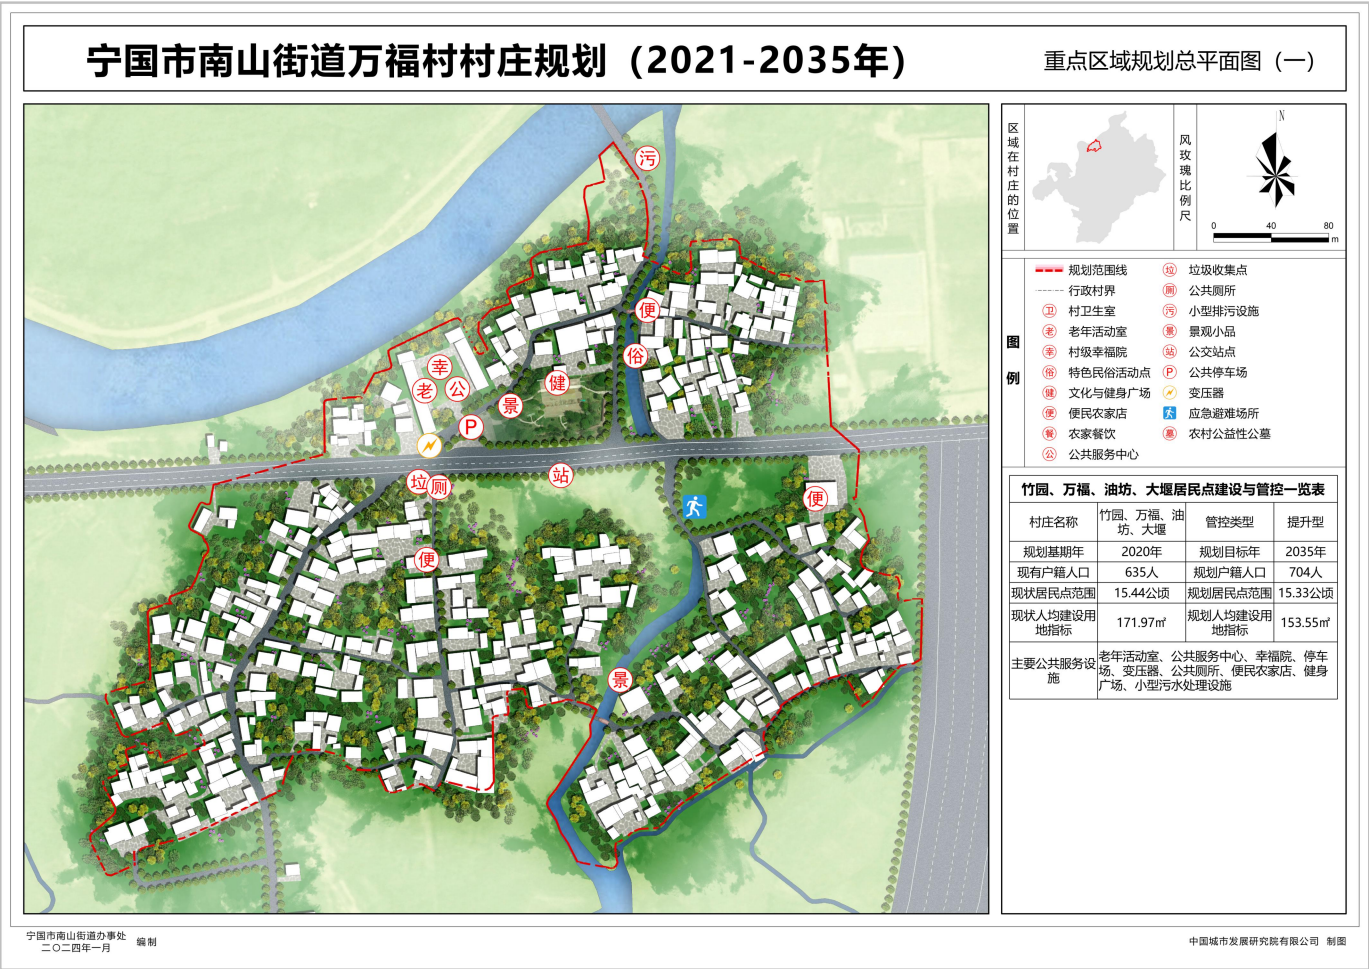 宁国市南山街道万福村村庄规划（2021-2035年）
重点区域规划总平面图（一）
污
便
俗
幸
老
公
健
景
P
站
垃
厕
便
便
景
区域在村庄的位置
风玫瑰比例尺
N
0 40 80
m
图例
规划范围线
行政村界
卫 村卫生室
老 老年活动室
幸 村级幸福院
俗 特色民俗活动点
健 文化与健身广场
便 便民农家店
餐 农家餐饮
公 公共服务中心
垃 垃圾收集点
厕 公共厕所
污 小型排污设施
景 景观小品
站 公交站点
P 公共停车场
变压器
应急避难场所
墓 农村公益性公墓
竹园、万福、油坊、大堰居民点建设与管控一览表
村庄名称 竹园、万福、油坊、大堰 管控类型 提升型
规划基期年 2020年 规划目标年 2035年
现有户籍人口 635人 规划户籍人口 704人
现状居民点范围 15.44公顷 规划居民点范围 15.33公顷
现状人均建设用地指标 171.97㎡ 规划人均建设用地指标 153.55㎡
主要公共服务设施 老年活动室、公共服务中心、幸福院、停车
场、变压器、公共厕所、便民农家店、健身
广场、小型污水处理设施
宁国市南山街道办事处
二〇二四年一月
编制
中国城市发展研究院有限公司 制图